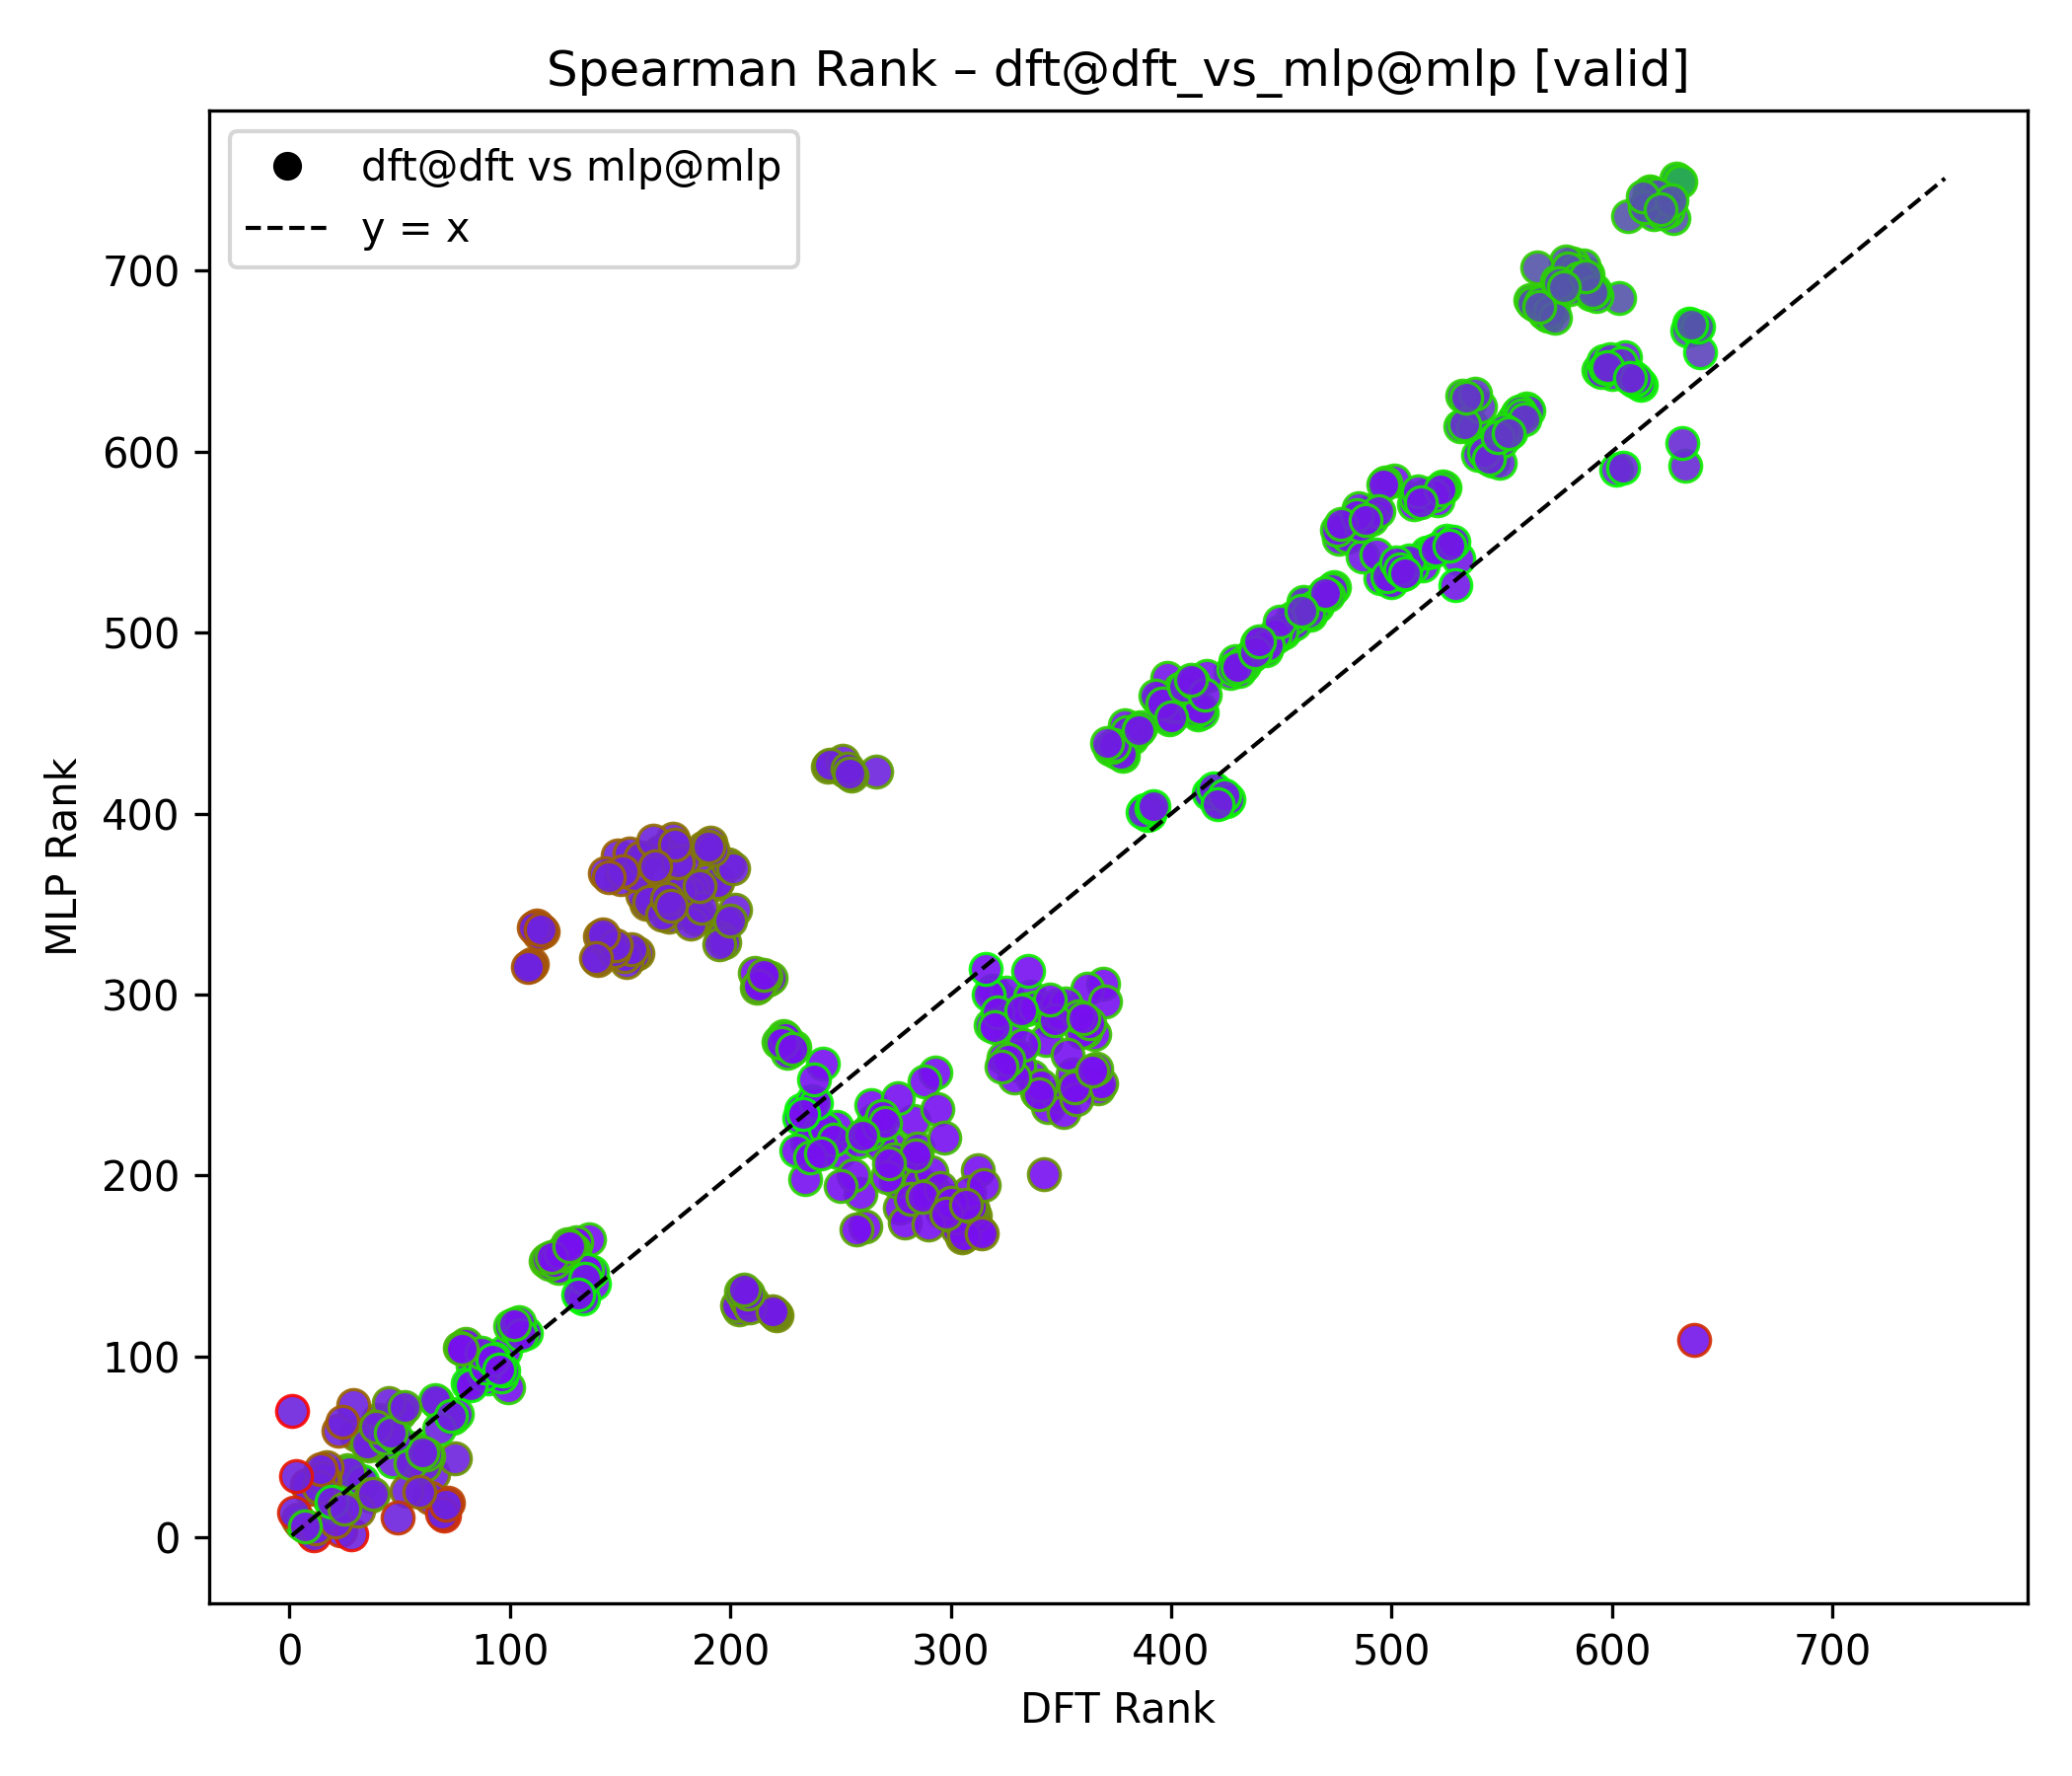 Spearman Rank – dft@dft_vs_mlp@mlp [valid]
dft@dft vs mlp@mlp
y = x
MLP Rank
700
600
500
400
300
200
100
0
0 100 200 300 400 500 600 700
DFT Rank